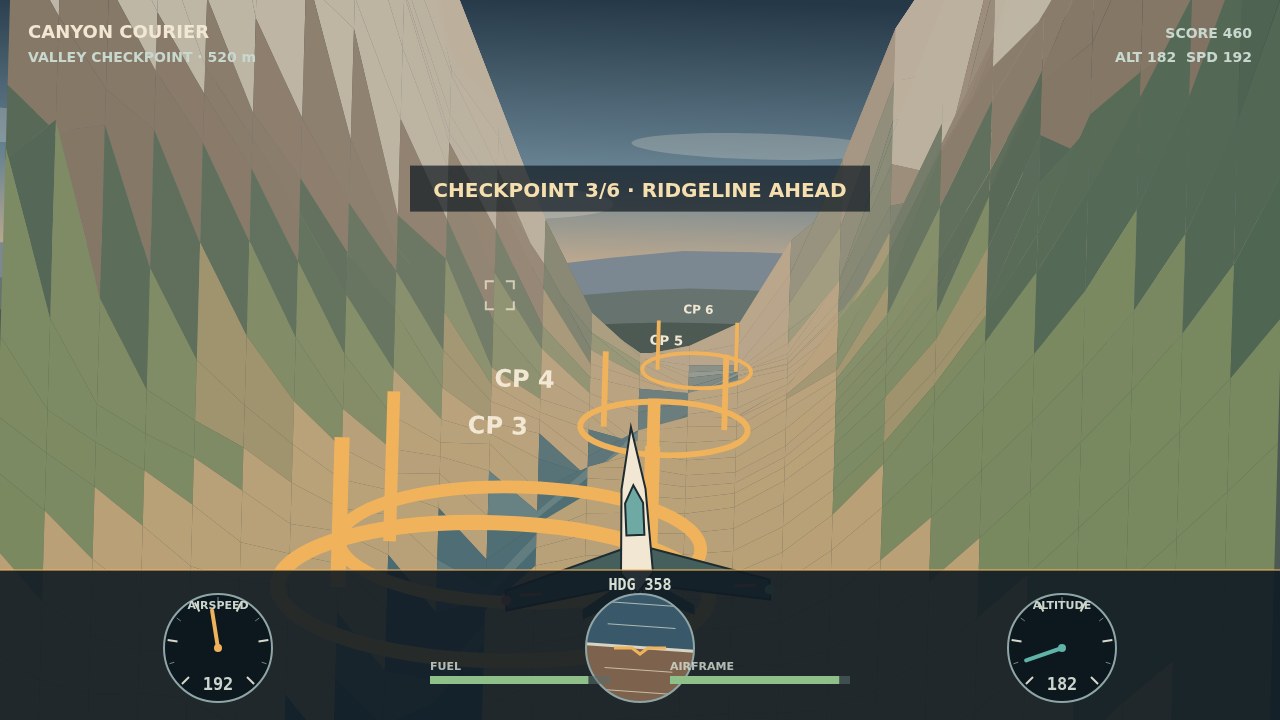 CANYON COURIER
VALLEY CHECKPOINT · 520 m
SCORE 460
ALT 182 SPD 192
CHECKPOINT 3/6 · RIDGELINE AHEAD
CP 6
CP 5
CP 4
CP 3
HDG 358
AIRSPEED
192
FUEL
AIRFRAME
ALTITUDE
182